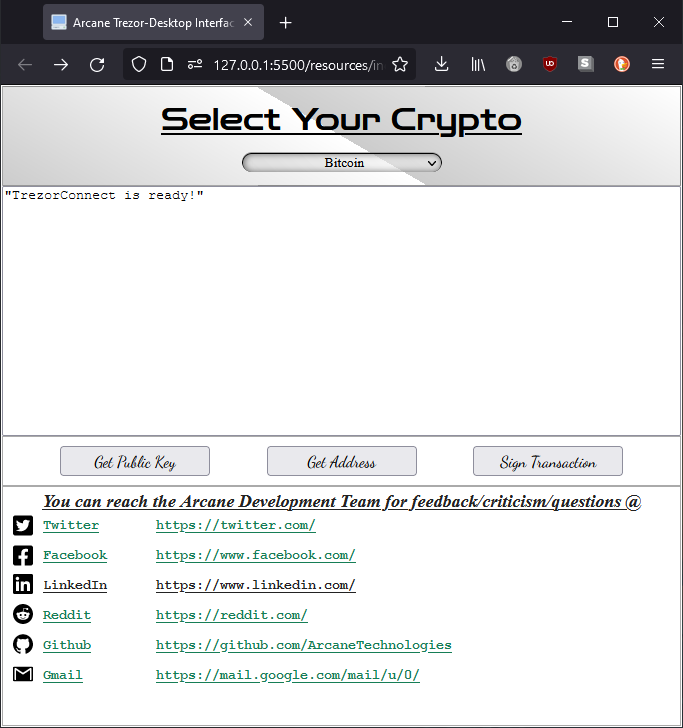 Arcane Trezor-Desktop Interfac
127.0.0.1:5500/resources/in
Select Your Crypto
Bitcoin
"TrezorConnect is ready!"
Get Public Key
Get Address
Sign Transaction
You can reach the Arcane Development Team for feedback/criticism/questions @
Twitter https://twitter.com/
Facebook https://www.facebook.com/
LinkedIn https://www.linkedin.com/
Reddit https://reddit.com/
Github https://github.com/ArcaneTechnologies
Gmail https://mail.google.com/mail/u/0/